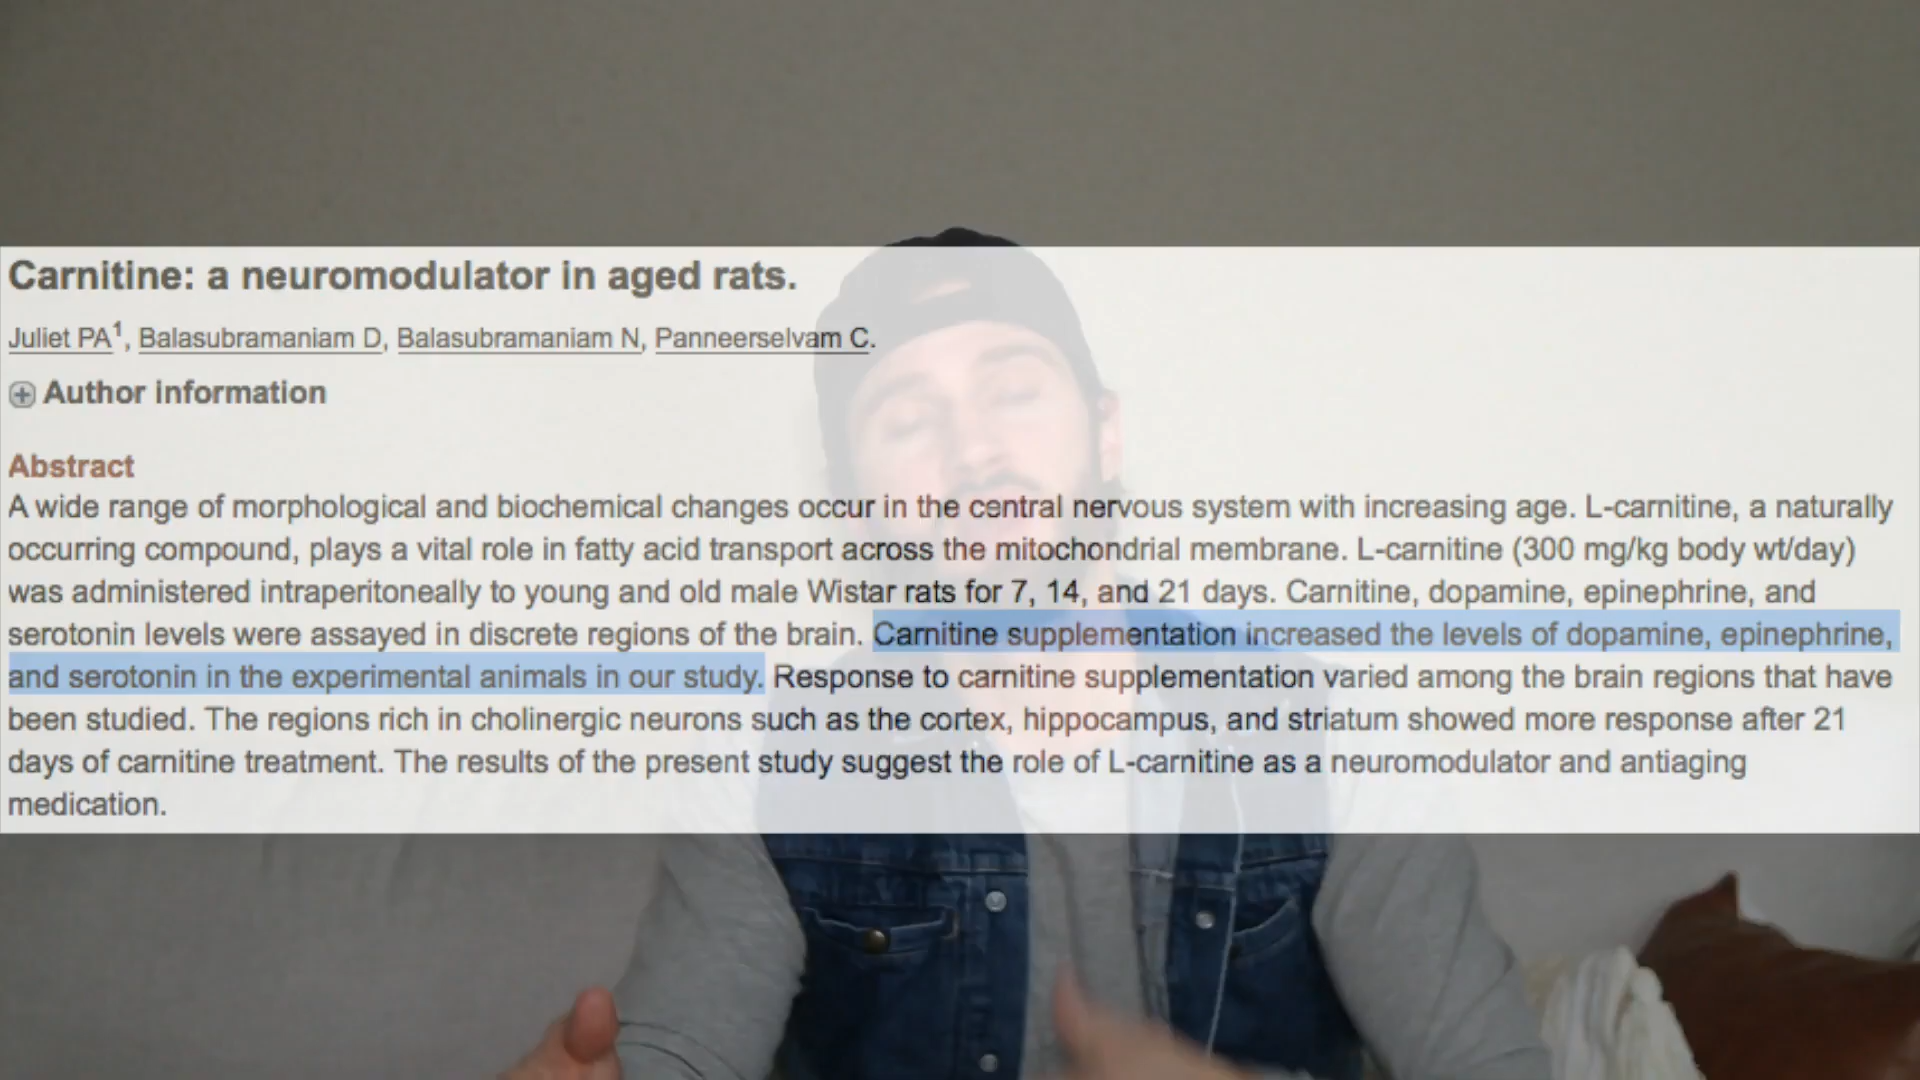 Carnitine: a neuromodulator in aged rats.
Juliet PA1, Balasubramaniam D, Balasubramaniam N, Panneerselvam C.
Author information
Abstract
A wide range of morphological and biochemical changes occur in the central nervous system with increasing age. L-carnitine, a naturally
occurring compound, plays a vital role in fatty acid transport across the mitochondrial membrane. L-carnitine (300 mg/kg body wt/day)
was administered intraperitoneally to young and old male Wistar rats for 7, 14, and 21 days. Carnitine, dopamine, epinephrine, and
serotonin levels were assayed in discrete regions of the brain. Carnitine supplementation increased the levels of dopamine, epinephrine,
and serotonin in the experimental animals in our study. Response to carnitine supplementation varied among the brain regions that have
been studied. The regions rich in cholinergic neurons such as the cortex, hippocampus, and striatum showed more response after 21
days of carnitine treatment. The results of the present study suggest the role of L-carnitine as a neuromodulator and antiaging
medication.